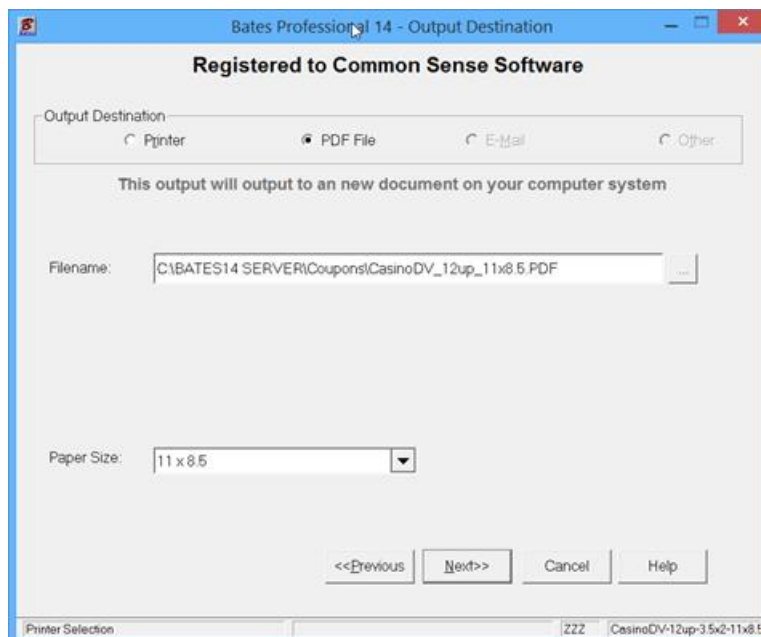 Bates Professional 14 - Output Destination
Registered to Common Sense Software
Output Destination
Printer PDF File E-Mail Other
This output will output to an new document on your computer system
Filename: C:\BATES14 SERVER\Coupons\CasinoDV_12up_11x8.5.PDF ...
Paper Size: 11 x 8.5
<<Previous Next>> Cancel Help
Printer Selection ZZZ CasinoDV-12up-3.5x2-11x8.5